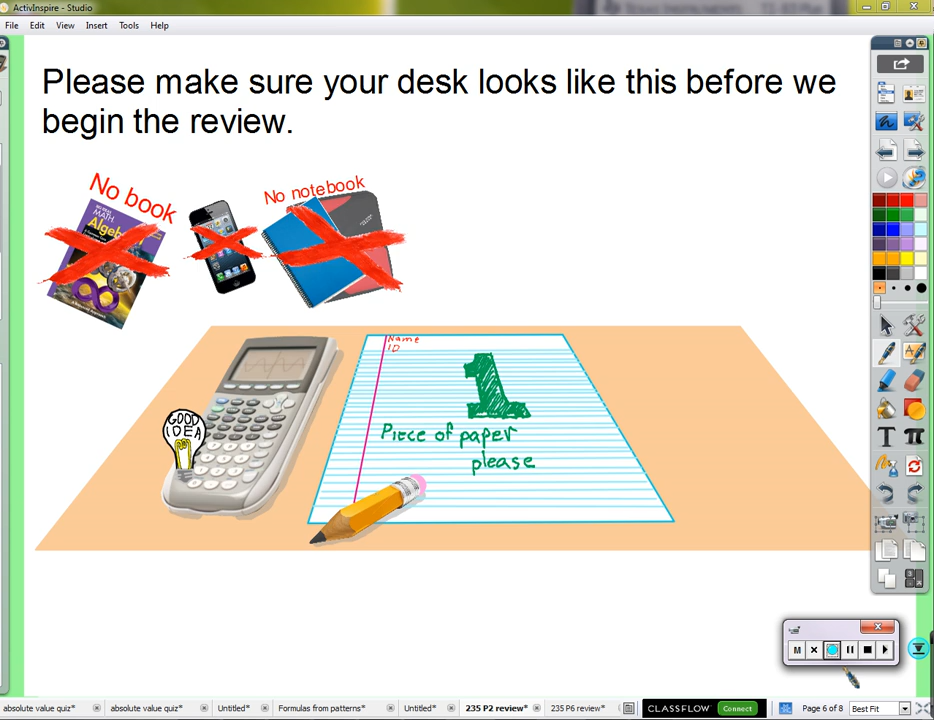 ActivInspire - Studio
File Edit View Insert Tools Help
Please make sure your desk looks like this before we
begin the review.
No book
No notebook
MATH
Algebra
Name
ID
1
GOOD
IDEA
Piece of paper
please
M
absolute value quiz* absolute value quiz* Untitled* Formulas from patterns* Untitled* 235 P2 review* 235 P6 review* CLASSFLOW Connect Page 6 of 8 Best Fit